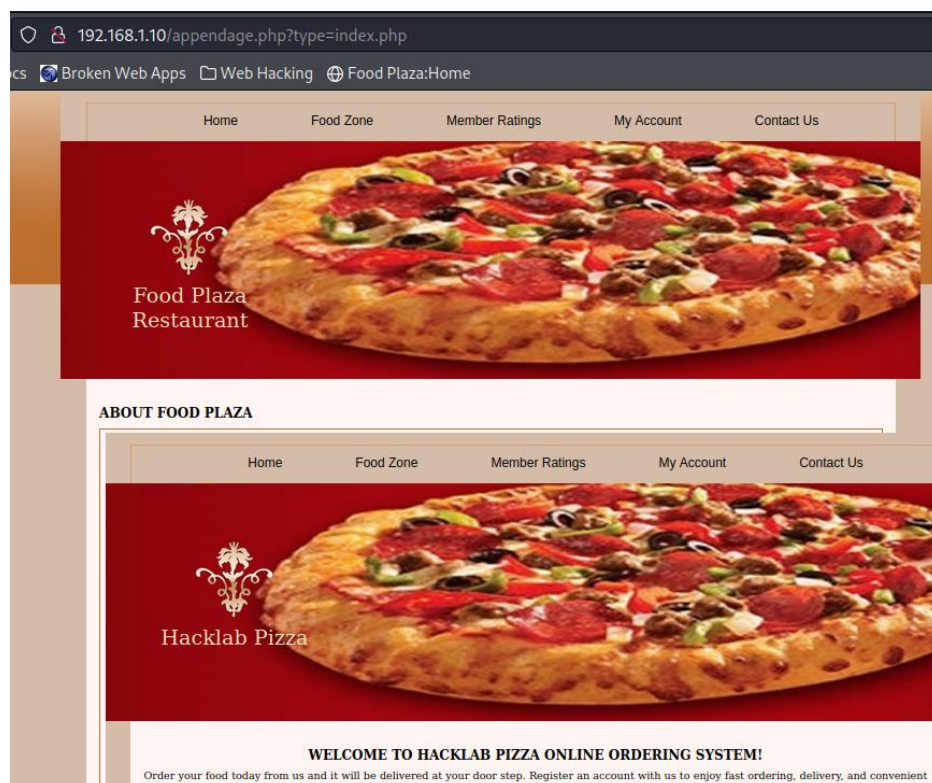 192.168.1.10/appendage.php?type=index.php
cs Broken Web Apps Web Hacking Food Plaza:Home
Home Food Zone Member Ratings My Account Contact Us
Food Plaza
Restaurant
ABOUT FOOD PLAZA
Home Food Zone Member Ratings My Account Contact Us
Hacklab Pizza
WELCOME TO HACKLAB PIZZA ONLINE ORDERING SYSTEM!
Order your food today from us and it will be delivered at your door step. Register an account with us to enjoy fast ordering, delivery, and convenient